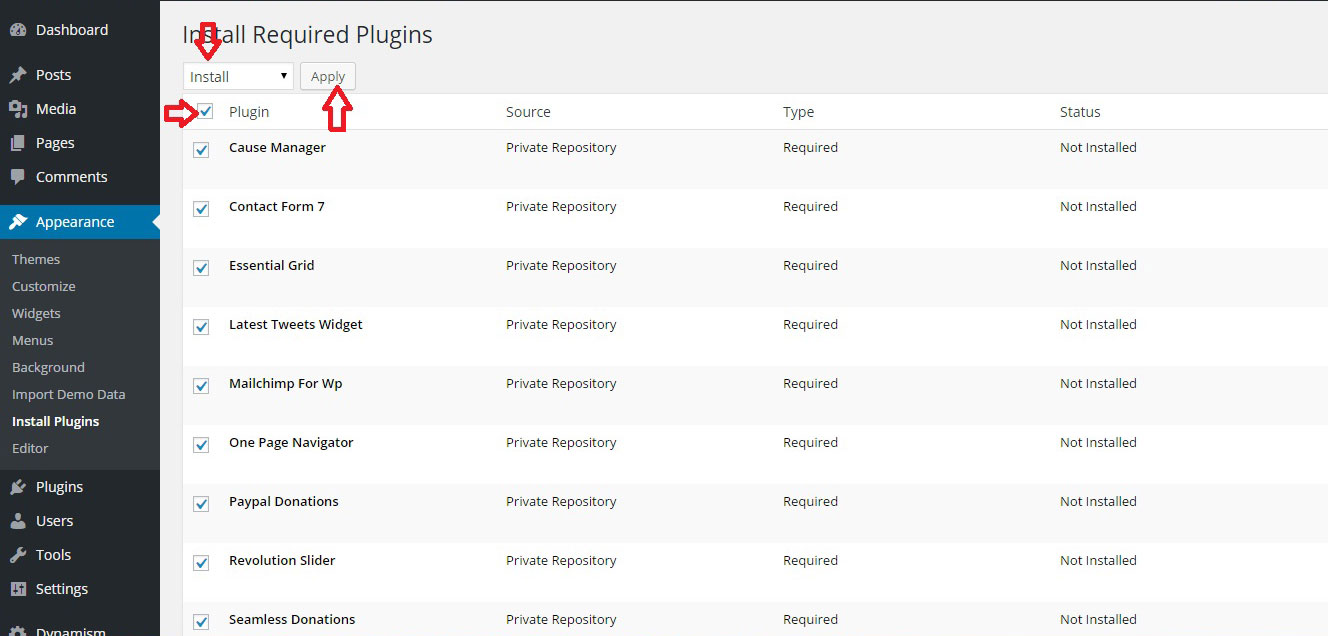 Dashboard
Posts
Media
Pages
Comments
Appearance
Themes
Customize
Widgets
Menus
Background
Import Demo Data
Install Plugins
Editor
Plugins
Users
Tools
Settings
Dynamism
Install Required Plugins
Install Apply
Plugin Source Type Status
Cause Manager Private Repository Required Not Installed
Contact Form 7 Private Repository Required Not Installed
Essential Grid Private Repository Required Not Installed
Latest Tweets Widget Private Repository Required Not Installed
Mailchimp For Wp Private Repository Required Not Installed
One Page Navigator Private Repository Required Not Installed
Paypal Donations Private Repository Required Not Installed
Revolution Slider Private Repository Required Not Installed
Seamless Donations Private Repository Required Not Installed